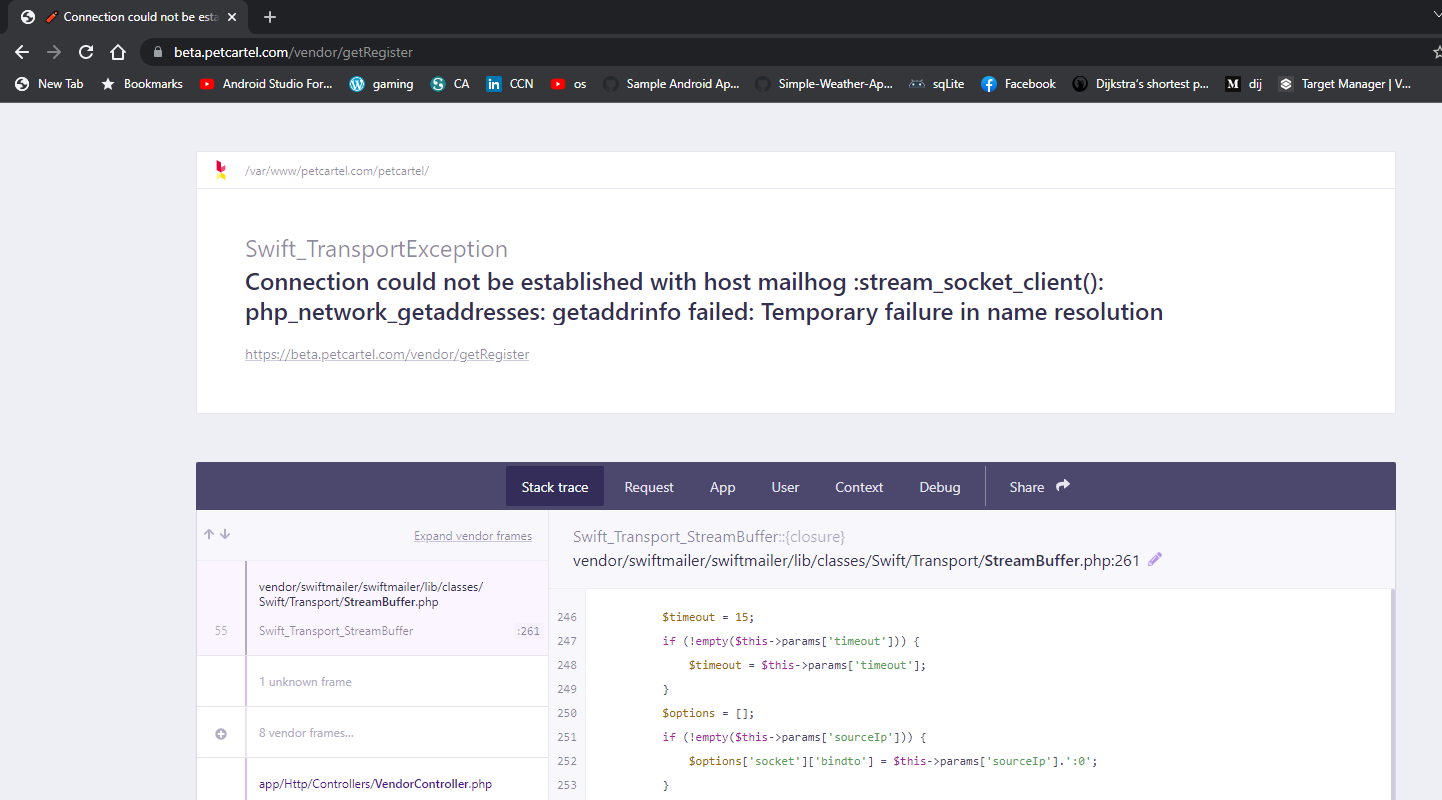 Connection could not be esta
beta.petcartel.com/vendor/getRegister
New Tab
Bookmarks
Android Studio For...
gaming
CA
CCN
os
Sample Android Ap...
Simple-Weather-Ap...
sqLite
Facebook
Dijkstra's shortest p...
dij
Target Manager | V...
/var/www/petcartel.com/petcartel/
Swift_TransportException
Connection could not be established with host mailhog :stream_socket_client():
php_network_getaddresses: getaddrinfo failed: Temporary failure in name resolution
https://beta.petcartel.com/vendor/getRegister
Stack trace
Request
App
User
Context
Debug
Share
Expand vendor frames
vendor/swiftmailer/swiftmailer/lib/classes/
Swift/Transport/StreamBuffer.php
55 Swift_Transport_StreamBuffer :261
1 unknown frame
8 vendor frames...
app/Http/Controllers/VendorController.php
Swift_Transport_StreamBuffer::{closure}
vendor/swiftmailer/swiftmailer/lib/classes/Swift/Transport/StreamBuffer.php:261
246 $timeout = 15;
247 if (!empty($this->params['timeout'])) {
248 $timeout = $this->params['timeout'];
249 }
250 $options = [];
251 if (!empty($this->params['sourceIp'])) {
252 $options['socket']['bindto'] = $this->params['sourceIp'].':0';
253 }